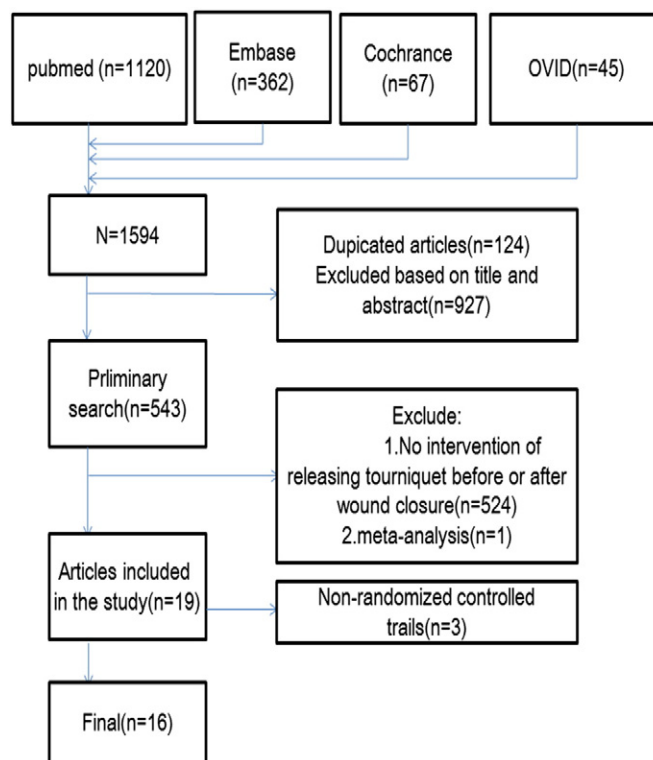 pubmed (n=1120)
Embase
(n=362)
Cochrance
(n=67)
OVID(n=45)
N=1594
Dupicated articles(n=124)
Excluded based on title and
abstract(n=927)
Prliminary
search(n=543)
Exclude:
1.No intervention of
releasing tourniquet before or after
wound closure(n=524)
2.meta-analysis(n=1)
Articles included
in the study(n=19)
Non-randomized controlled
trails(n=3)
Final(n=16)